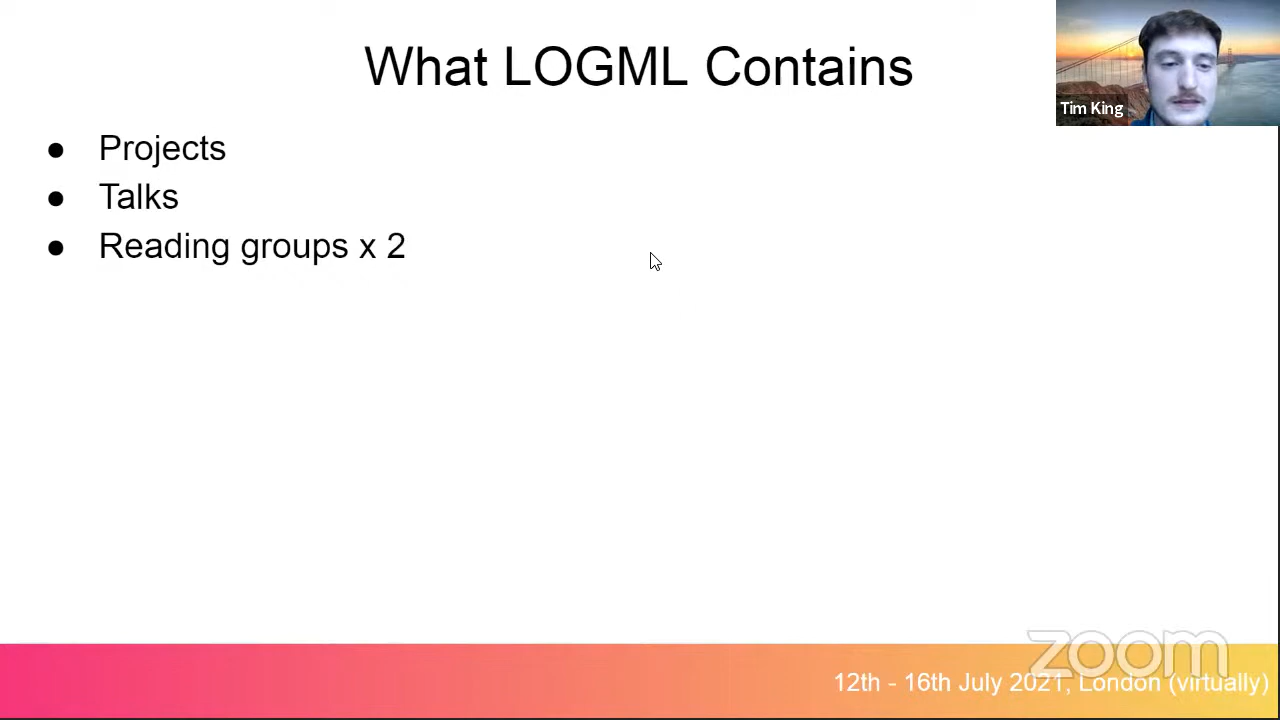 What LOGML Contains
Tim King
● Projects
● Talks
● Reading groups x 2
zoom
12th - 16th July 2021, London (virtually)